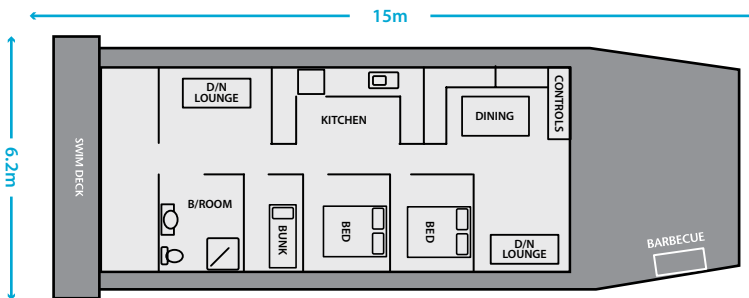 15m
6.2m
SWIM DECK
D/N
LOUNGE
KITCHEN
DINING
CONTROLS
B/ROOM
BUNK
BED
BED
D/N
LOUNGE
BARBECUE